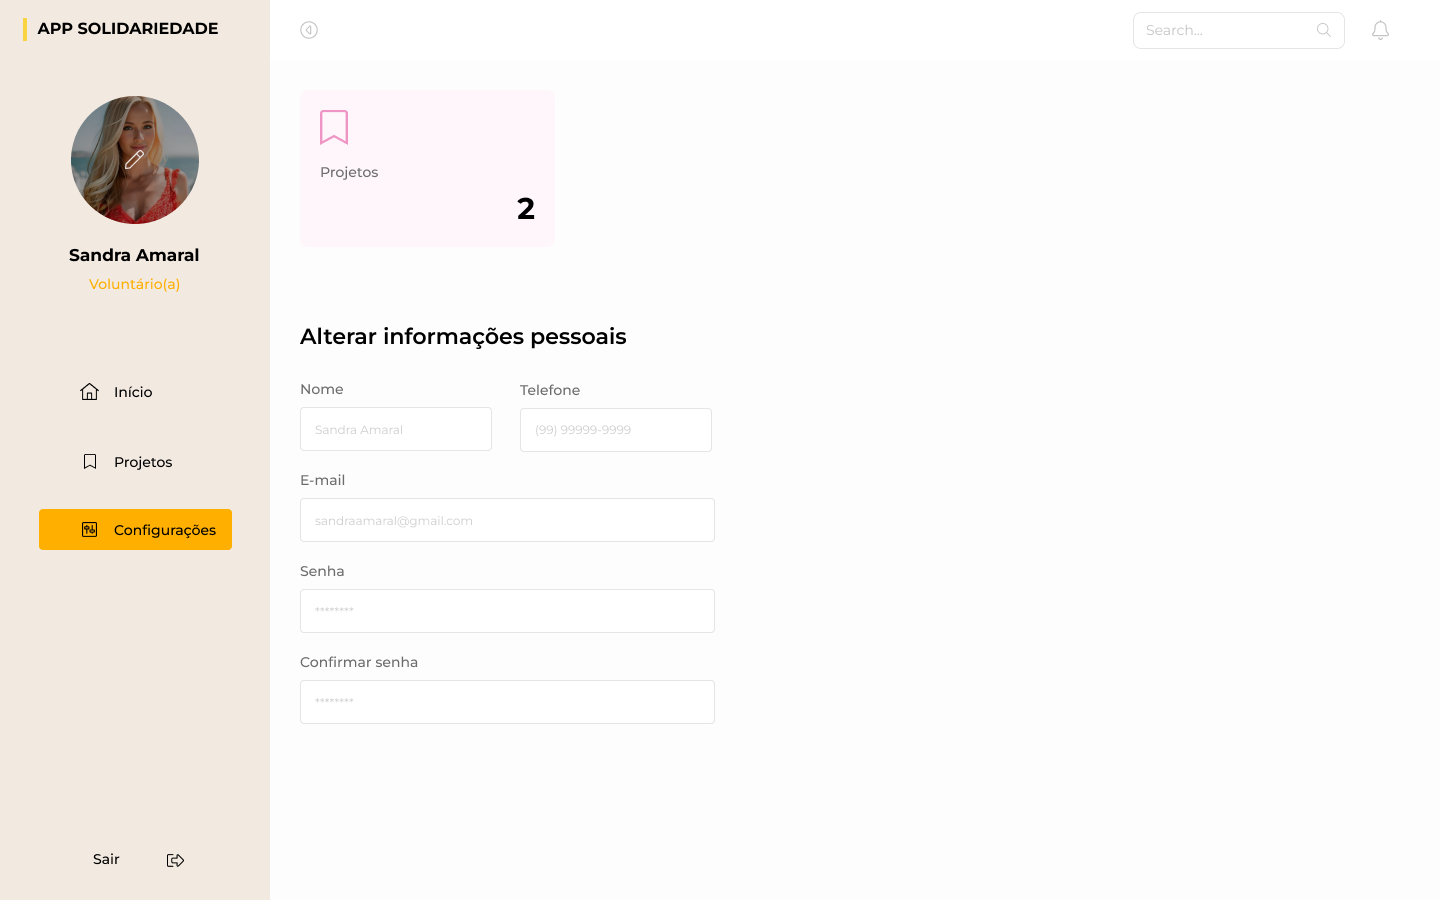 APP SOLIDARIEDADE
Search...
Sandra Amaral
Voluntário(a)
Início
Projetos
Configurações
Sair
Projetos
2
Alterar informações pessoais
Nome
Telefone
Sandra Amaral
(99) 99999-9999
E-mail
sandraamaral@gmail.com
Senha
********
Confirmar senha
********